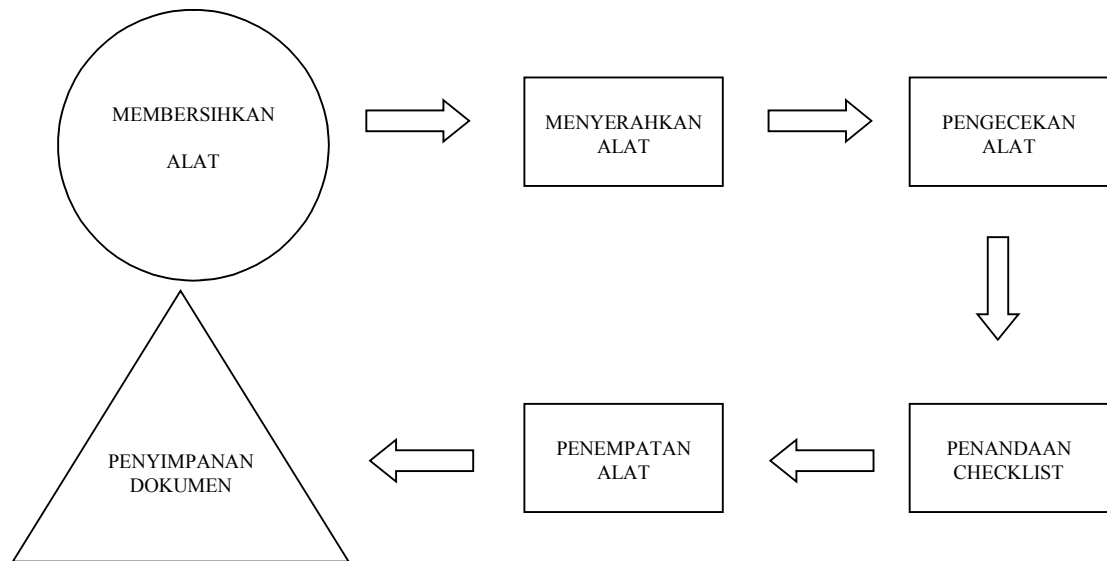 MEMBERSIHKAN
ALAT
MENYERAHKAN
ALAT
PENGECEKAN
ALAT
PENANDAAN
CHECKLIST
PENEMPATAN
ALAT
PENYIMPANAN
DOKUMEN